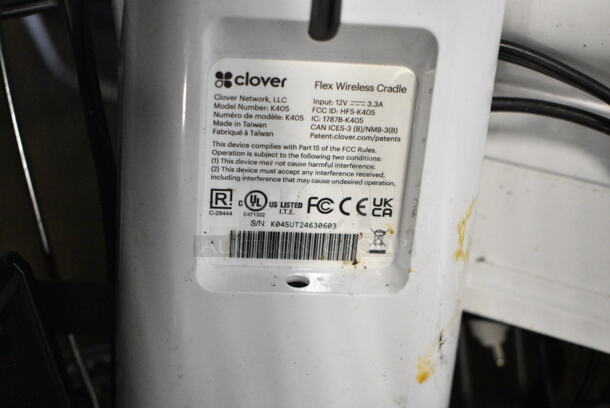 clover
Flex Wireless Cradle
Clover Network, LLC
Model Number: K405
Numéro de modèle: K405
Made in Taiwan
Fabriqué à Taïwan
Input: 12V ⎓ 3.3A
FCC ID: HFS-K405
IC: 1787B-K405
CAN ICES-3 (B)/NMB-3(B)
Patent:clover.com/patents
This device complies with Part 15 of the FCC Rules.
Operation is subject to the following two conditions:
(1) This device may not cause harmful interference.
(2) This device must accept any interference received,
including interference that may cause undesired operation,
R
C-28444
C UL US LISTED
I.T.E.
E471322
FC CE UK
CA
S/N: K045UT24630603